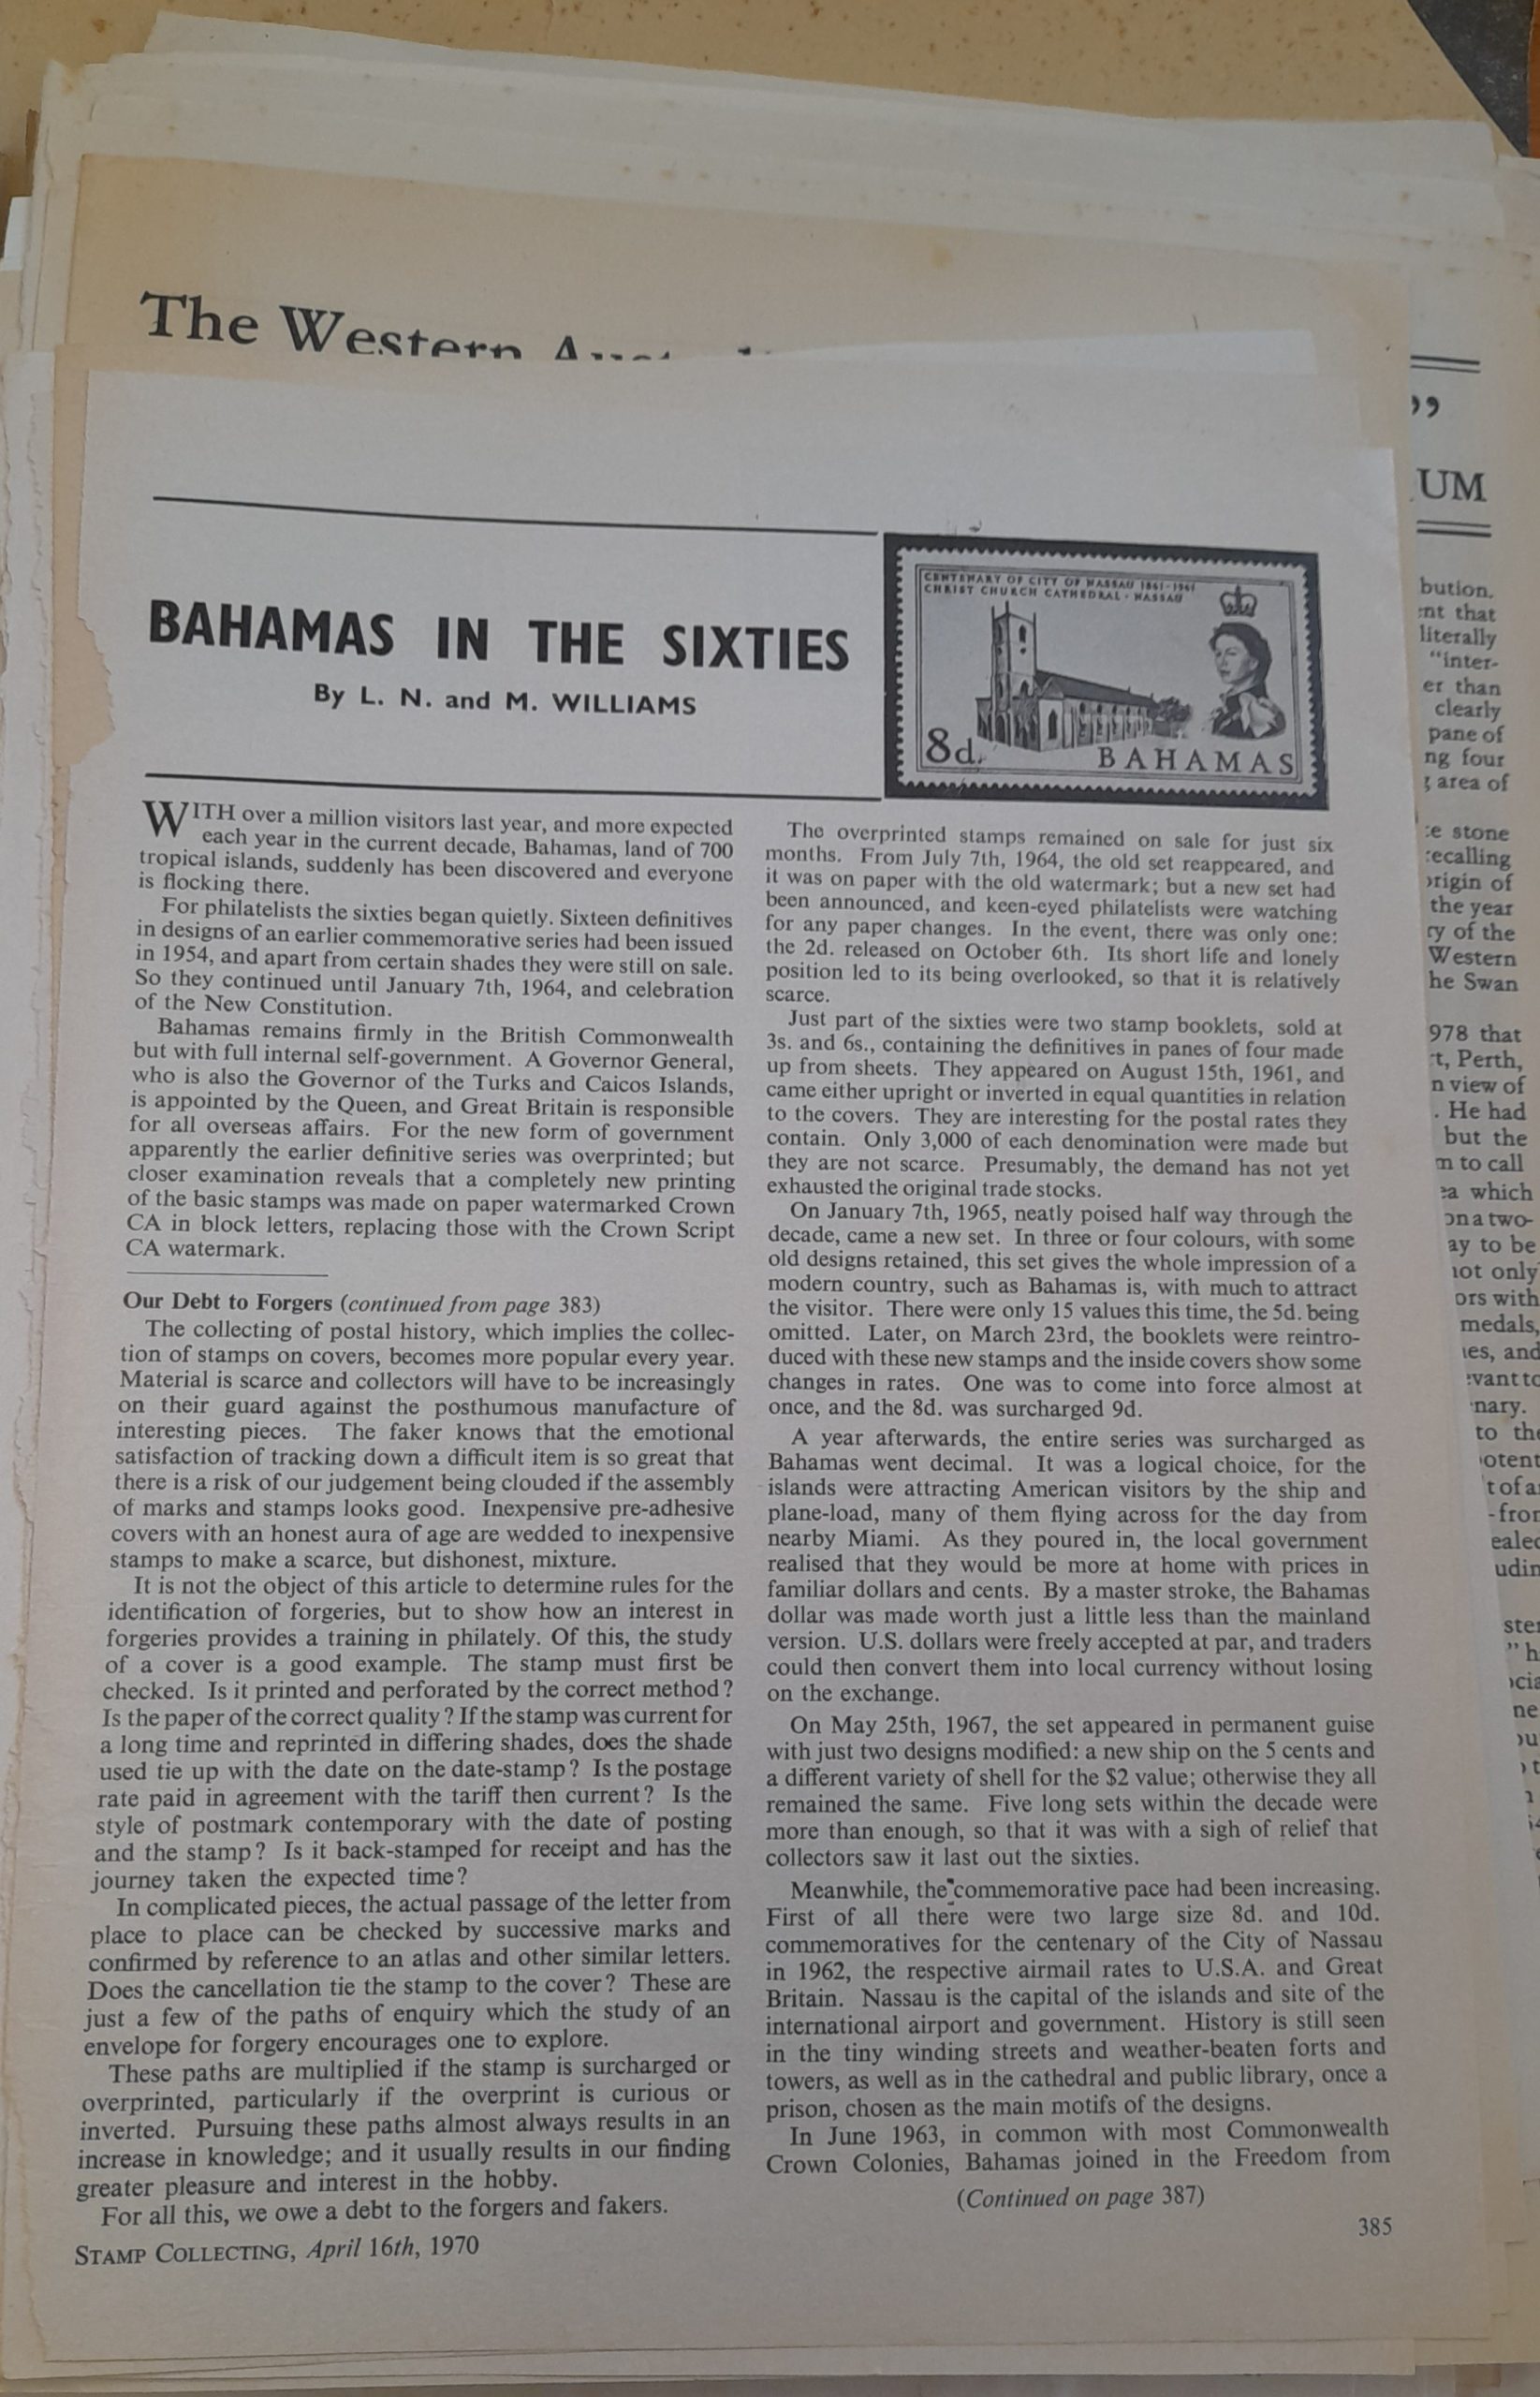 The Western
BAHAMAS IN THE SIXTIES
By L. N. and M. WILLIAMS
CENTENARY OF CITY OF NASSAU 1861-1961
CHRIST CHURCH CATHEDRAL · NASSAU
8d.
BAHAMAS
WITH over a million visitors last year, and more expected
each year in the current decade, Bahamas, land of 700
tropical islands, suddenly has been discovered and everyone
is flocking there.
For philatelists the sixties began quietly. Sixteen definitives
in designs of an earlier commemorative series had been issued
in 1954, and apart from certain shades they were still on sale.
So they continued until January 7th, 1964, and celebration
of the New Constitution.
Bahamas remains firmly in the British Commonwealth
but with full internal self-government. A Governor General,
who is also the Governor of the Turks and Caicos Islands,
is appointed by the Queen, and Great Britain is responsible
for all overseas affairs. For the new form of government
apparently the earlier definitive series was overprinted; but
closer examination reveals that a completely new printing
of the basic stamps was made on paper watermarked Crown
CA in block letters, replacing those with the Crown Script
CA watermark.
Our Debt to Forgers (continued from page 383)
The collecting of postal history, which implies the collec-
tion of stamps on covers, becomes more popular every year.
Material is scarce and collectors will have to be increasingly
on their guard against the posthumous manufacture of
interesting pieces. The faker knows that the emotional
satisfaction of tracking down a difficult item is so great that
there is a risk of our judgement being clouded if the assembly
of marks and stamps looks good. Inexpensive pre-adhesive
covers with an honest aura of age are wedded to inexpensive
stamps to make a scarce, but dishonest, mixture.
It is not the object of this article to determine rules for the
identification of forgeries, but to show how an interest in
forgeries provides a training in philately. Of this, the study
of a cover is a good example. The stamp must first be
checked. Is it printed and perforated by the correct method?
Is the paper of the correct quality? If the stamp was current for
a long time and reprinted in differing shades, does the shade
used tie up with the date on the date-stamp? Is the postage
rate paid in agreement with the tariff then current? Is the
style of postmark contemporary with the date of posting
and the stamp? Is it back-stamped for receipt and has the
journey taken the expected time?
In complicated pieces, the actual passage of the letter from
place to place can be checked by successive marks and
confirmed by reference to an atlas and other similar letters.
Does the cancellation tie the stamp to the cover? These are
just a few of the paths of enquiry which the study of an
envelope for forgery encourages one to explore.
These paths are multiplied if the stamp is surcharged or
overprinted, particularly if the overprint is curious or
inverted. Pursuing these paths almost always results in an
increase in knowledge; and it usually results in our finding
greater pleasure and interest in the hobby.
For all this, we owe a debt to the forgers and fakers.
STAMP COLLECTING, April 16th, 1970
The overprinted stamps remained on sale for just six
months. From July 7th, 1964, the old set reappeared, and
it was on paper with the old watermark; but a new set had
been announced, and keen-eyed philatelists were watching
for any paper changes. In the event, there was only one:
the 2d. released on October 6th. Its short life and lonely
position led to its being overlooked, so that it is relatively
scarce.
Just part of the sixties were two stamp booklets, sold at
3s. and 6s., containing the definitives in panes of four made
up from sheets. They appeared on August 15th, 1961, and
came either upright or inverted in equal quantities in relation
to the covers. They are interesting for the postal rates they
contain. Only 3,000 of each denomination were made but
they are not scarce. Presumably, the demand has not yet
exhausted the original trade stocks.
On January 7th, 1965, neatly poised half way through the
decade, came a new set. In three or four colours, with some
old designs retained, this set gives the whole impression of a
modern country, such as Bahamas is, with much to attract
the visitor. There were only 15 values this time, the 5d. being
omitted. Later, on March 23rd, the booklets were reintro-
duced with these new stamps and the inside covers show some
changes in rates. One was to come into force almost at
once, and the 8d. was surcharged 9d.
A year afterwards, the entire series was surcharged as
Bahamas went decimal. It was a logical choice, for the
islands were attracting American visitors by the ship and
plane-load, many of them flying across for the day from
nearby Miami. As they poured in, the local government
realised that they would be more at home with prices in
familiar dollars and cents. By a master stroke, the Bahamas
dollar was made worth just a little less than the mainland
version. U.S. dollars were freely accepted at par, and traders
could then convert them into local currency without losing
on the exchange.
On May 25th, 1967, the set appeared in permanent guise
with just two designs modified: a new ship on the 5 cents and
a different variety of shell for the $2 value; otherwise they all
remained the same. Five long sets within the decade were
more than enough, so that it was with a sigh of relief that
collectors saw it last out the sixties.
Meanwhile, the commemorative pace had been increasing.
First of all there were two large size 8d. and 10d.
commemoratives for the centenary of the City of Nassau
in 1962, the respective airmail rates to U.S.A. and Great
Britain. Nassau is the capital of the islands and site of the
international airport and government. History is still seen
in the tiny winding streets and weather-beaten forts and
towers, as well as in the cathedral and public library, once a
prison, chosen as the main motifs of the designs.
In June 1963, in common with most Commonwealth
Crown Colonies, Bahamas joined in the Freedom from
(Continued on page 387)
385
UM
bution.
that
literally
"inter-
er than
clearly
pane of
ng four
area of
stone
recalling
origin of
the year
ry of the
Western
he Swan
978 that
Perth,
n view of
. He had
but the
to call
which
on a two-
ay to be
not only
ors with
medals,
and
nary.
to the